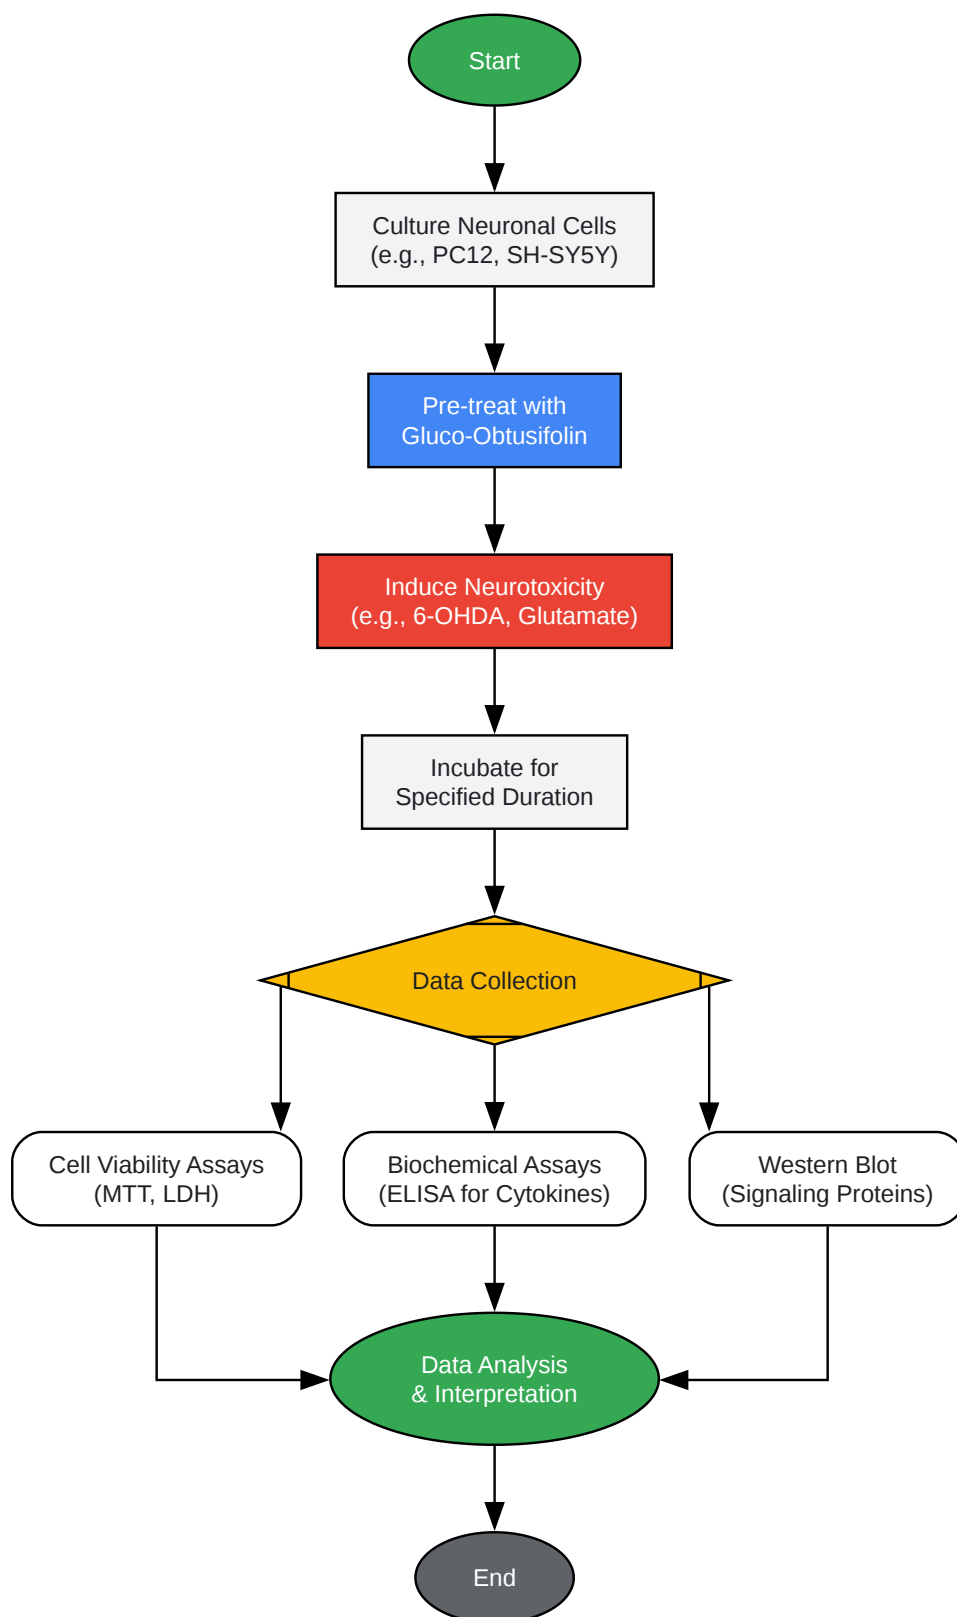 Start
Culture Neuronal Cells
(e.g., PC12, SH-SY5Y)
Pre-treat with
Gluco-Obtusifolin
Induce Neurotoxicity
(e.g., 6-OHDA, Glutamate)
Incubate for
Specified Duration
Data Collection
Cell Viability Assays
(MTT, LDH)
Biochemical Assays
(ELISA for Cytokines)
Western Blot
(Signaling Proteins)
Data Analysis
& Interpretation
End